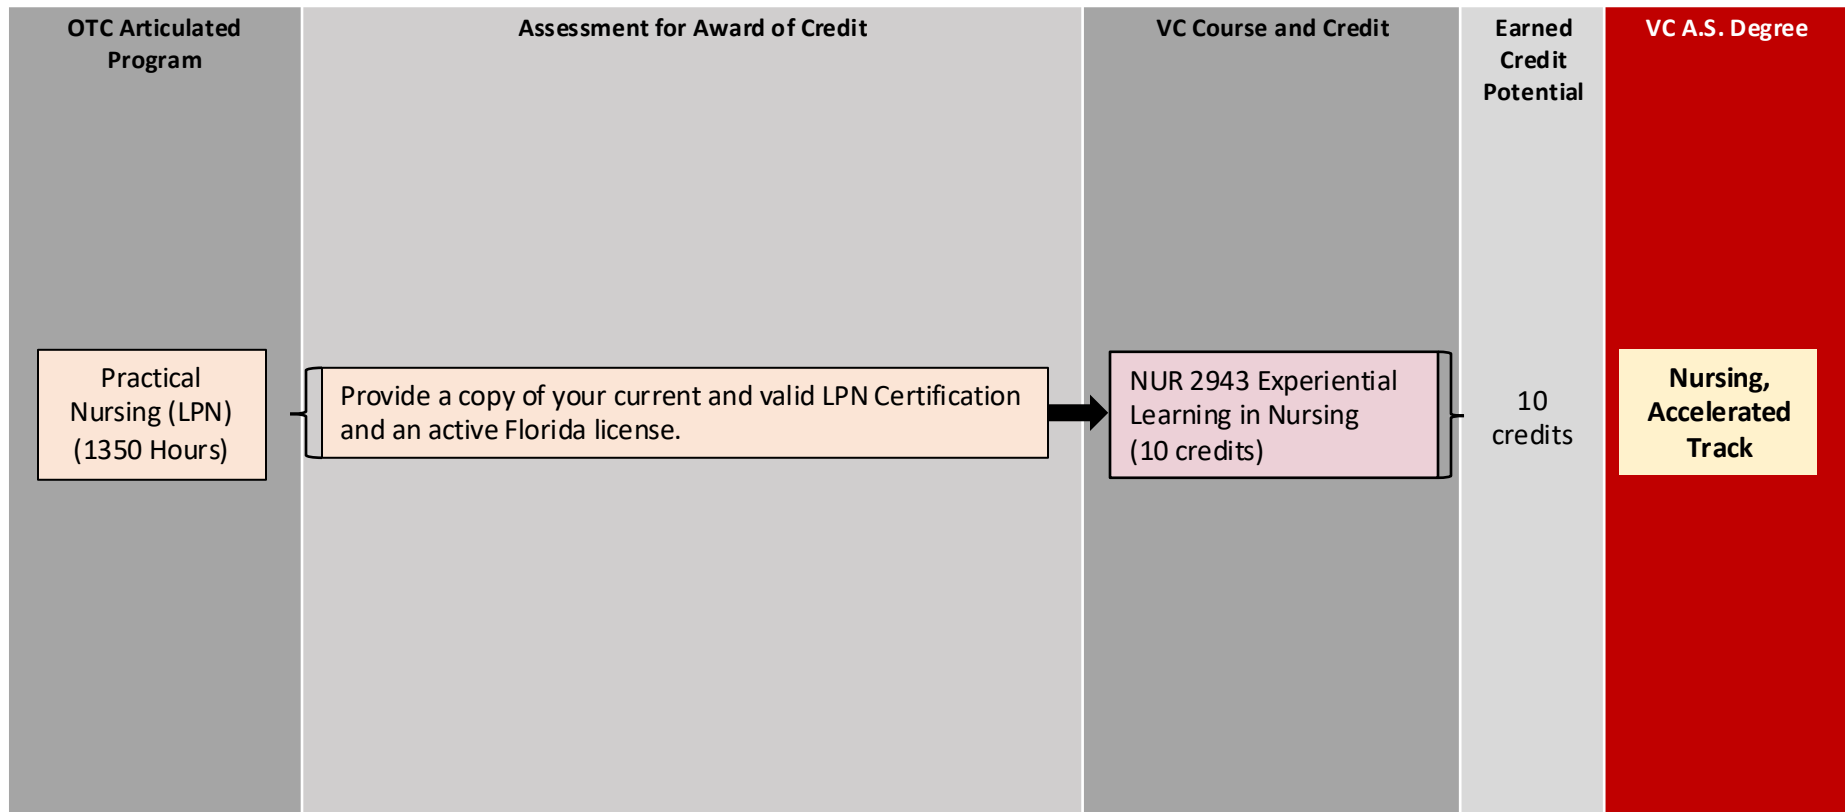 OTC Articulated
Program
Assessment for Award of Credit
VC Course and Credit
Earned
Credit
Potential
VC A.S. Degree
Practical
Nursing (LPN)
(1350 Hours)
Provide a copy of your current and valid LPN Certification
and an active Florida license.
NUR 2943 Experiential
Learning in Nursing
(10 credits)
10
credits
Nursing,
Accelerated
Track